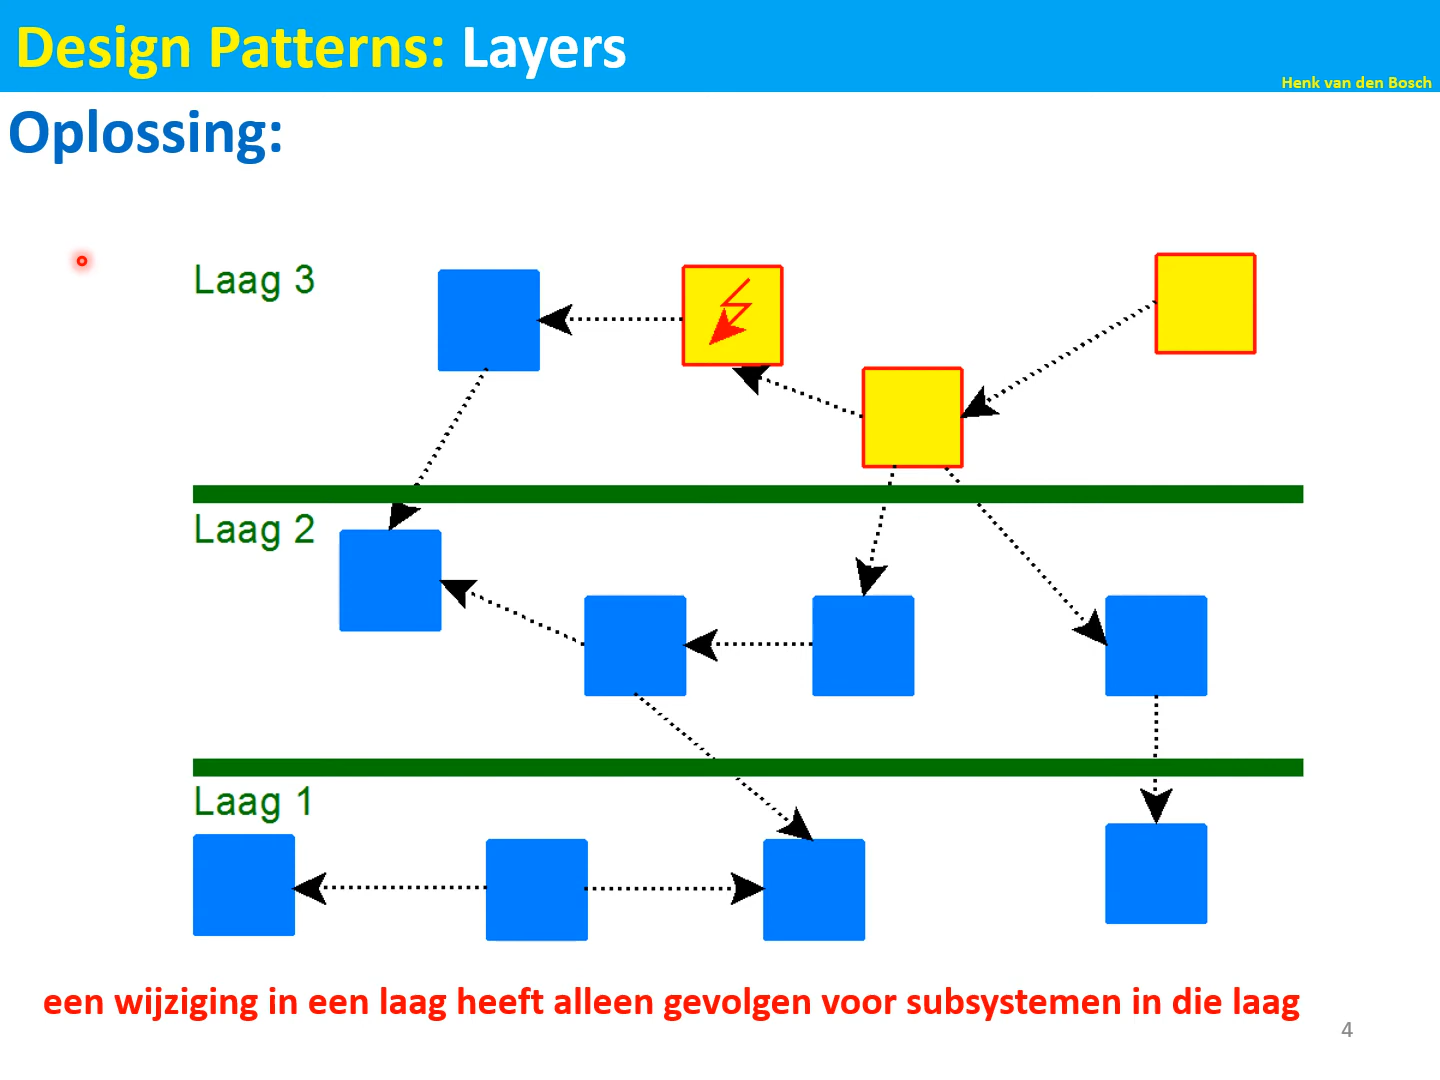 Design Patterns: Layers
Henk van den Bosch
Oplossing:
Laag 3
Laag 2
Laag 1
een wijziging in een laag heeft alleen gevolgen voor subsystemen in die laag
4